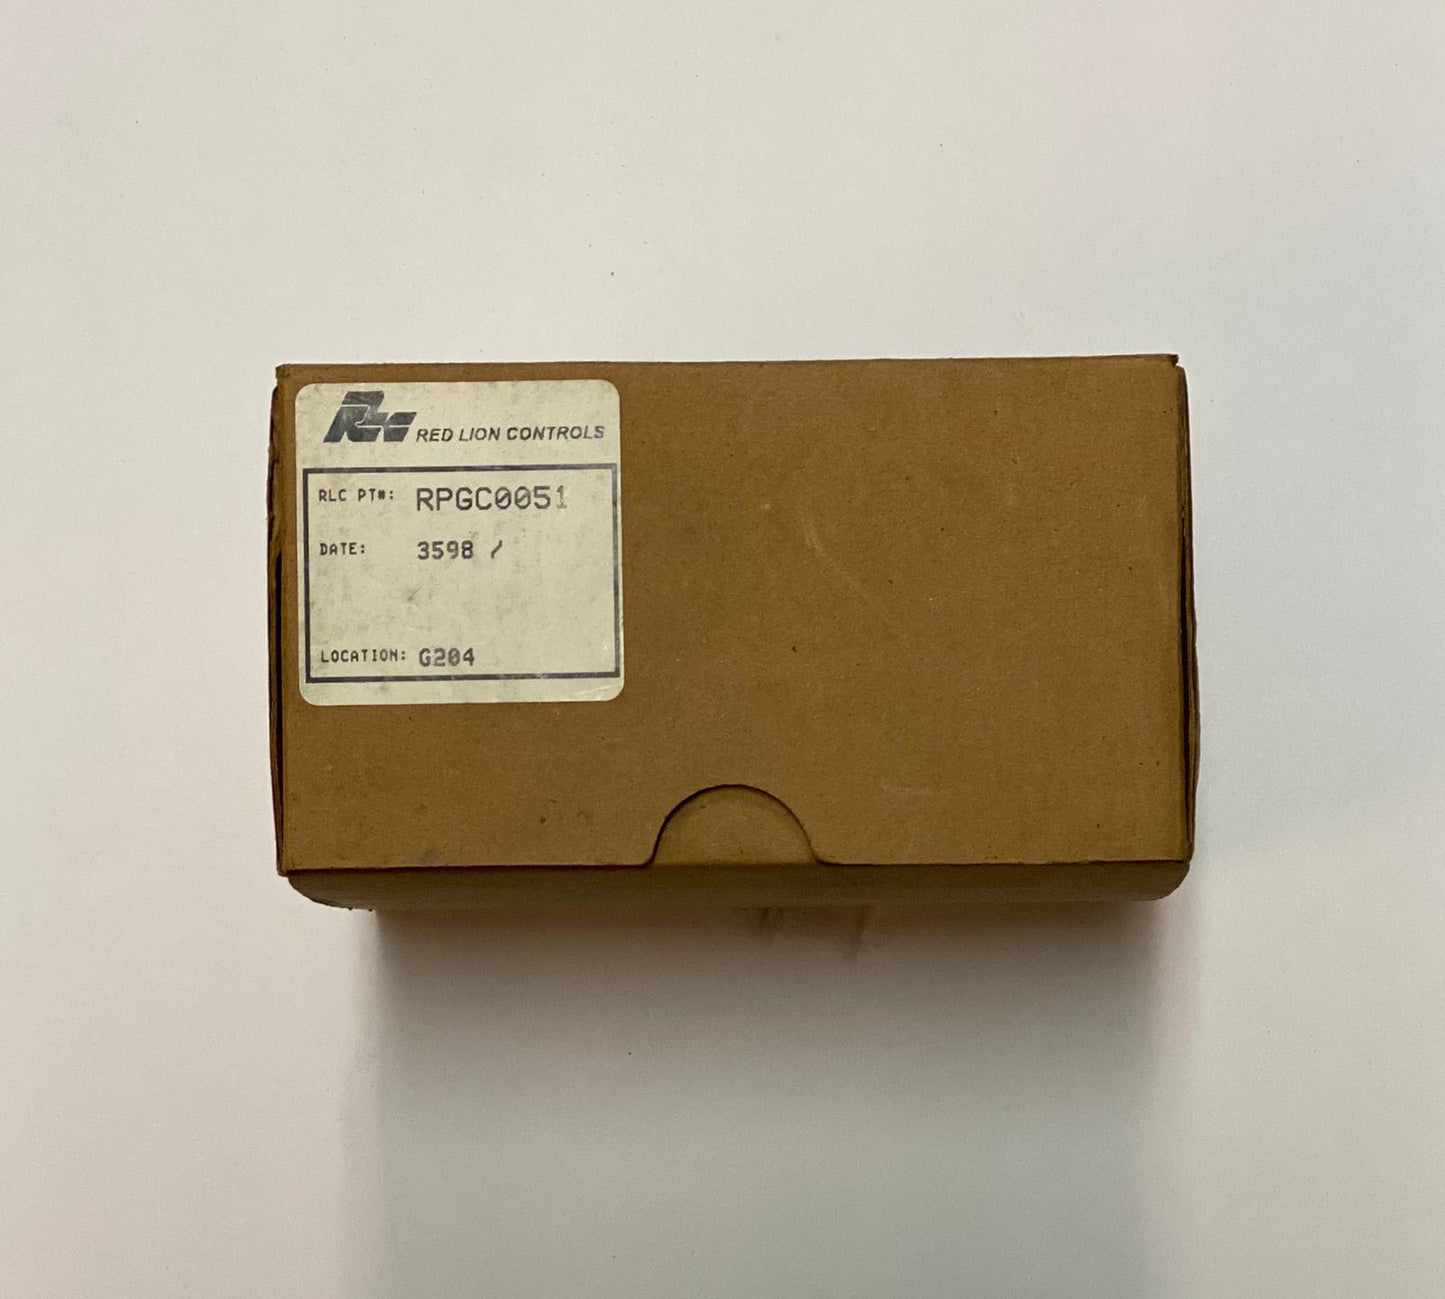 RLC RED LION CONTROLS
RLC PT#: RPGC0051
DATE: 3598 /
LOCATION: G204